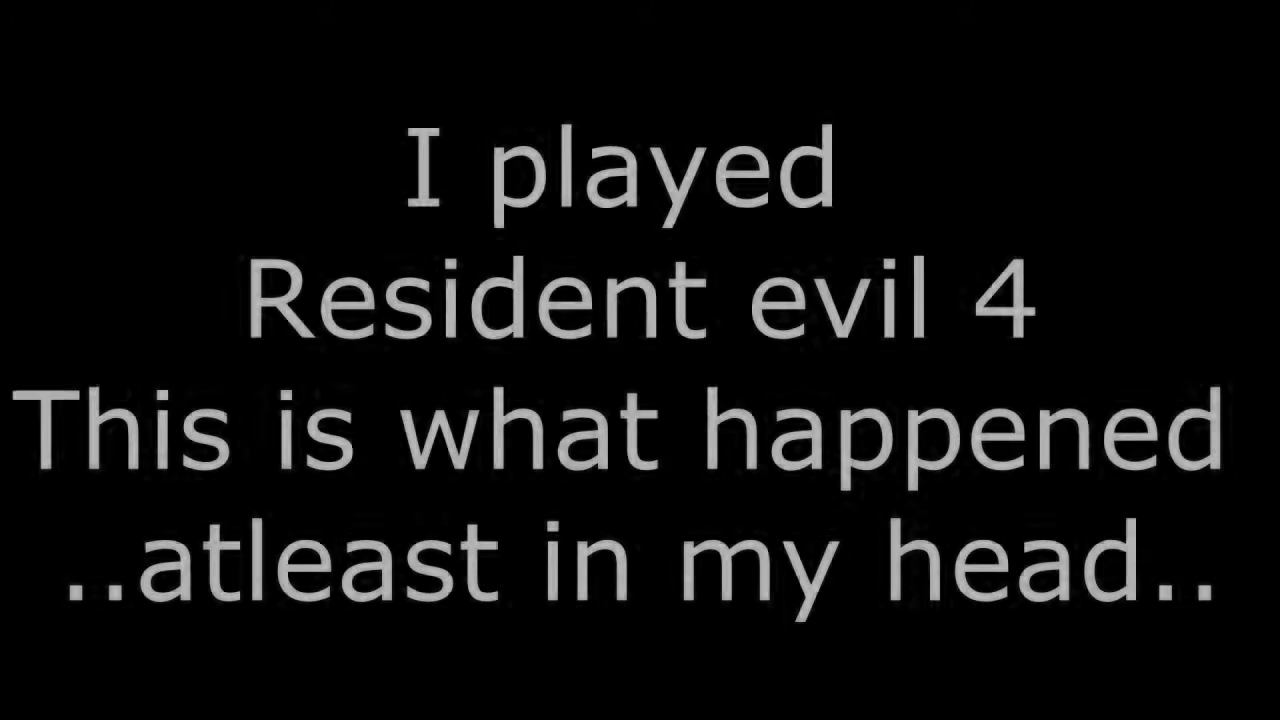 I played
Resident evil 4
This is what happened
..atleast in my head..